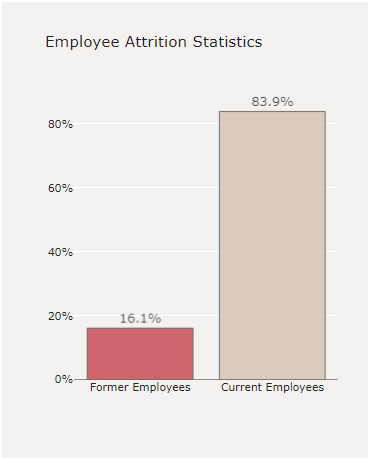 Employee Attrition Statistics
83.9%
80%
60%
40%
20%
16.1%
0%
Former Employees
Current Employees